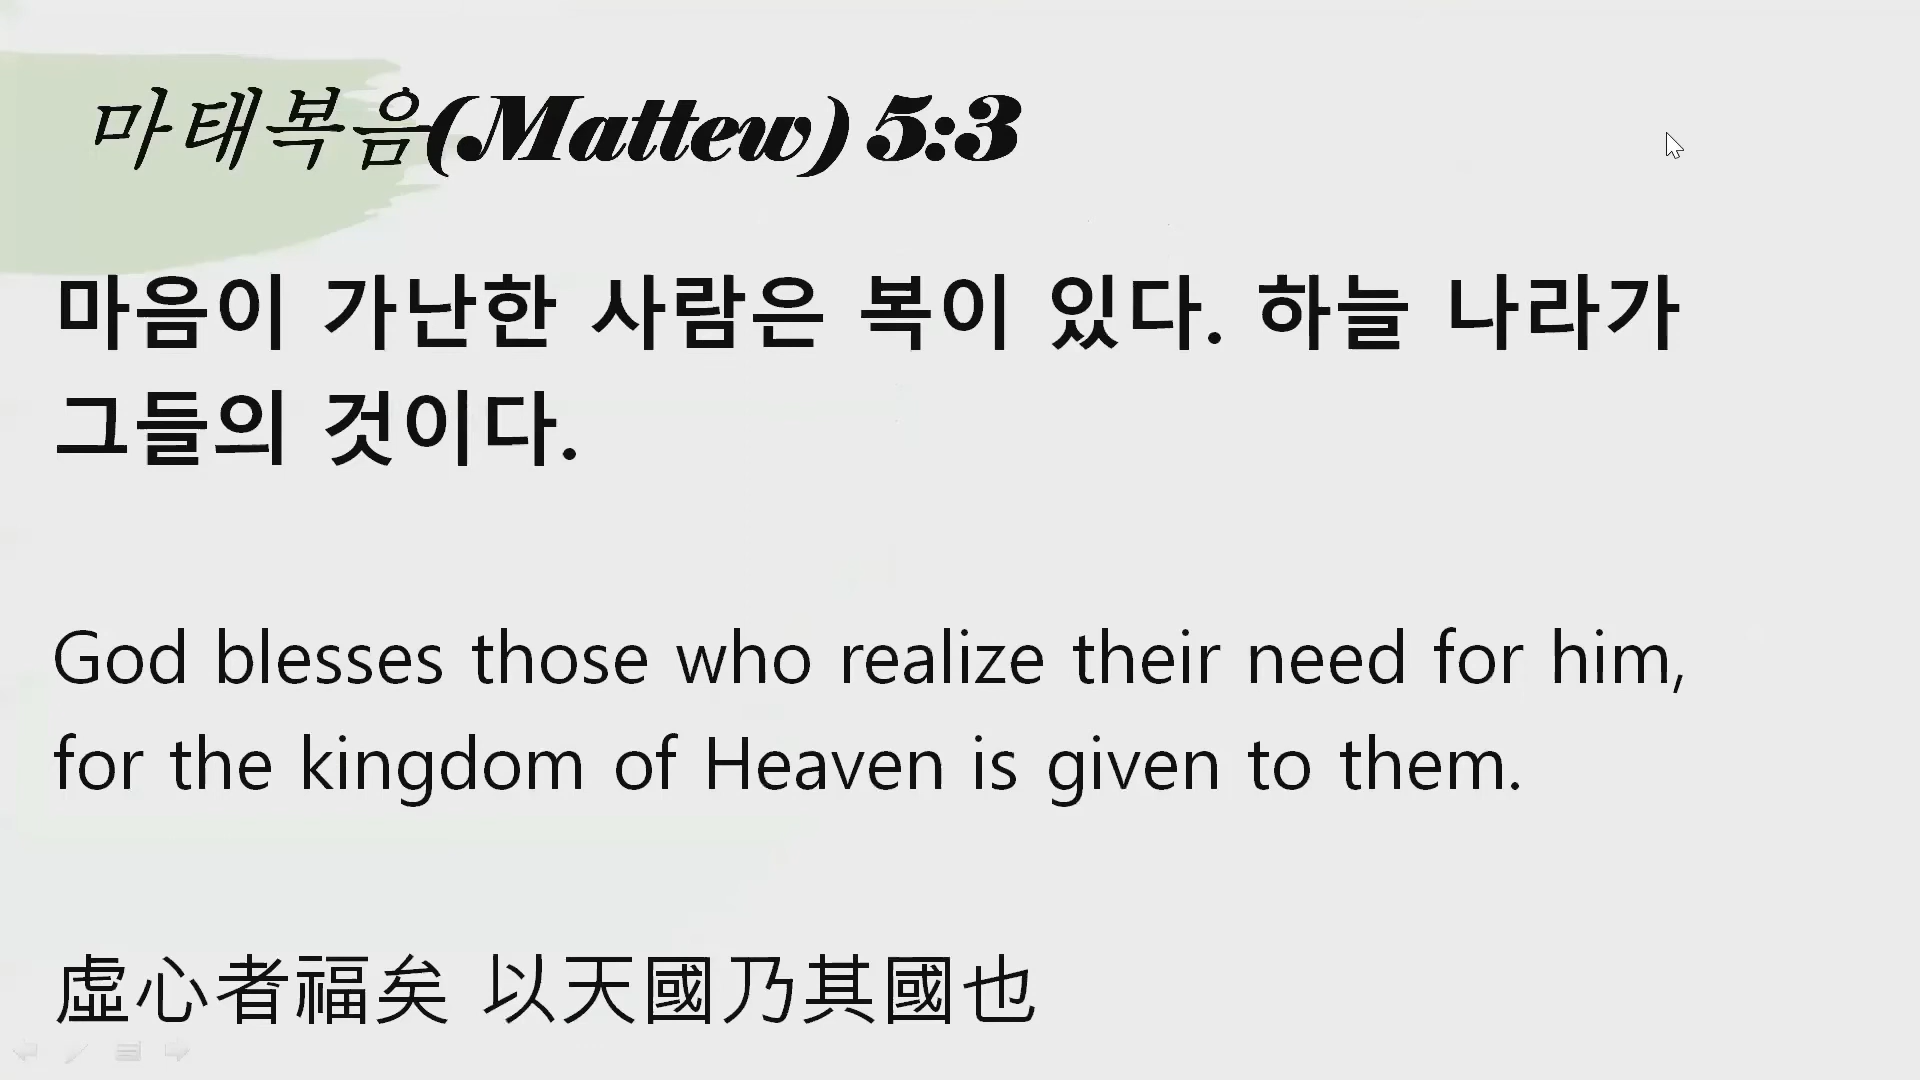 마태복음(Mattew) 5:3
마음이 가난한 사람은 복이 있다. 하늘 나라가
그들의 것이다.
God blesses those who realize their need for him,
for the kingdom of Heaven is given to them.
虛心者福矣 以天國乃其國也